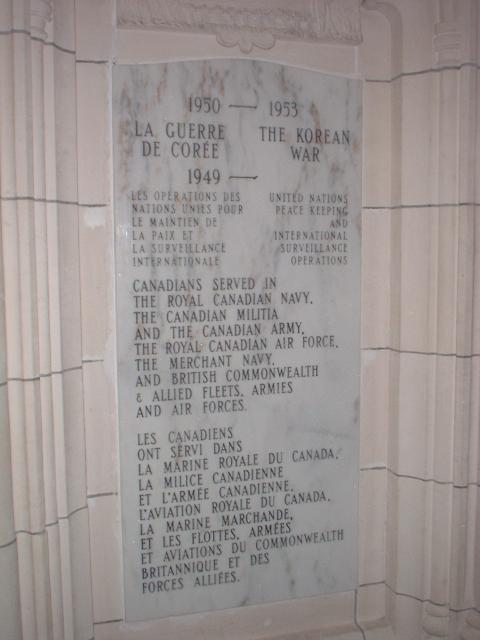 1950 — 1953
LA GUERRE
DE CORÉE
THE KOREAN
WAR
1949 —
LES OPÉRATIONS DES
NATIONS UNIES POUR
LE MAINTIEN DE
LA PAIX ET
LA SURVEILLANCE
INTERNATIONALE
UNITED NATIONS
PEACE KEEPING
AND
INTERNATIONAL
SURVEILLANCE
OPERATIONS
CANADIANS SERVED IN
THE ROYAL CANADIAN NAVY,
THE CANADIAN MILITIA
AND THE CANADIAN ARMY,
THE ROYAL CANADIAN AIR FORCE,
THE MERCHANT NAVY,
AND BRITISH COMMONWEALTH
& ALLIED FLEETS, ARMIES
AND AIR FORCES.
LES CANADIENS
ONT SERVI DANS
LA MARINE ROYALE DU CANADA,
LA MILICE CANADIENNE
ET L'ARMÉE CANADIENNE,
L'AVIATION ROYALE DU CANADA,
LA MARINE MARCHANDE,
ET LES FLOTTES, ARMÉES
ET AVIATIONS DU COMMONWEALTH
BRITANNIQUE ET DES
FORCES ALLIÉES.